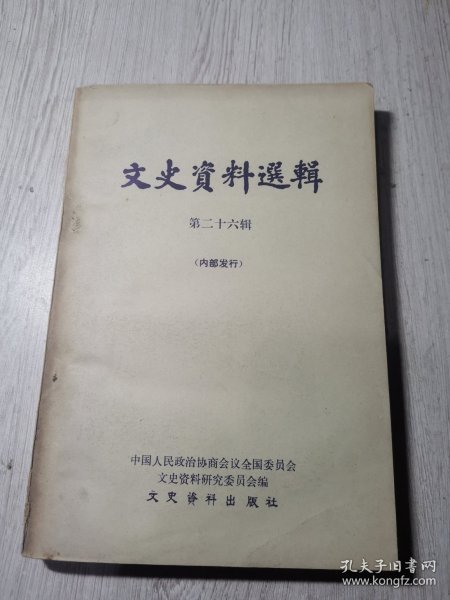 文史資料選輯
第二十六辑
（内部发行）
中国人民政治协商会议全国委员会
文史资料研究委员会编
文史资料出版社
孔夫子旧书网
www.kongfz.com